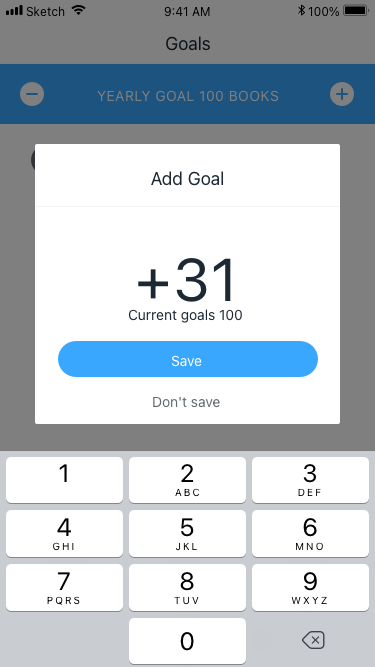 Sketch 9:41 AM 100%
Goals
YEARLY GOAL 100 BOOKS
Add Goal
+31
Current goals 100
Save
Don't save
1 2 3
ABC DEF
4 5 6
GHI JKL MNO
7 8 9
PQRS TUV WXYZ
0